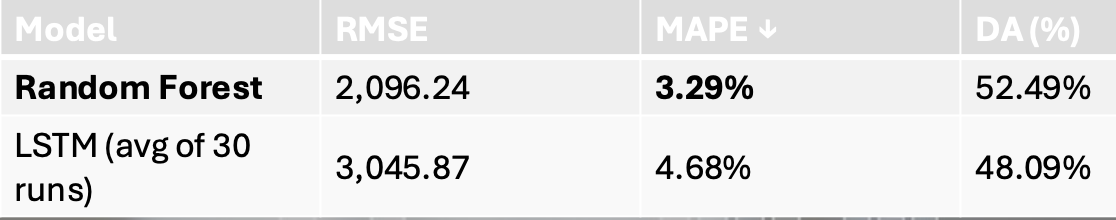 Model RMSE MAPE ↓ DA (%)
Random Forest 2,096.24 3.29% 52.49%
LSTM (avg of 30
runs) 3,045.87 4.68% 48.09%